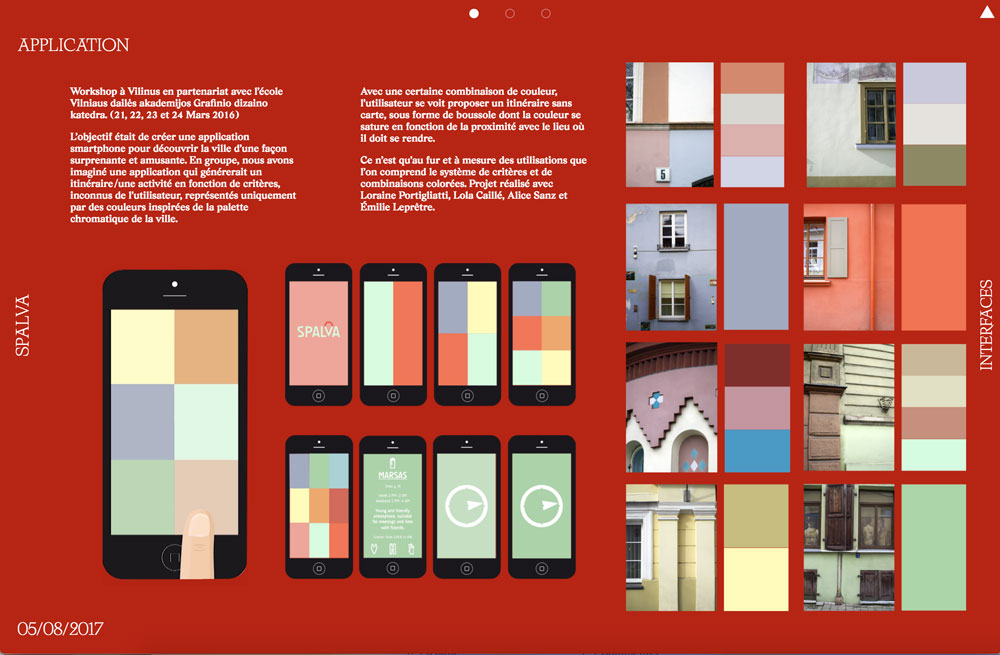 APPLICATION
Workshop à Vilinus en partenariat avec l'école
Vilniaus dailės akademijos Grafinio dizaino
katedra. (21, 22, 23 et 24 Mars 2016)
L'objectif était de créer une application
smartphone pour découvrir la ville d'une façon
surprenante et amusante. En groupe, nous avons
imaginé une application qui générerait un
itinéraire/une activité en fonction de critères,
inconnus de l'utilisateur, représentés uniquement
par des couleurs inspirées de la palette
chromatique de la ville.
Avec une certaine combinaison de couleur,
l'utilisateur se voit proposer un itinéraire sans
carte, sous forme de boussole dont la couleur se
sature en fonction de la proximité avec le lieu où
il doit se rendre.
Ce n'est qu'au fur et à mesure des utilisations que
l'on comprend le système de critères et de
combinaisons colorées. Projet réalisé avec
Loraine Portigliatti, Lola Caillé, Alice Sanz et
Émilie Leprêtre.
SPALVA
SPALVA
MARSAS
Young and friendly
atmosphere, suitable
for meetings and beer
with friends.
5
INTERFACES
05/08/2017